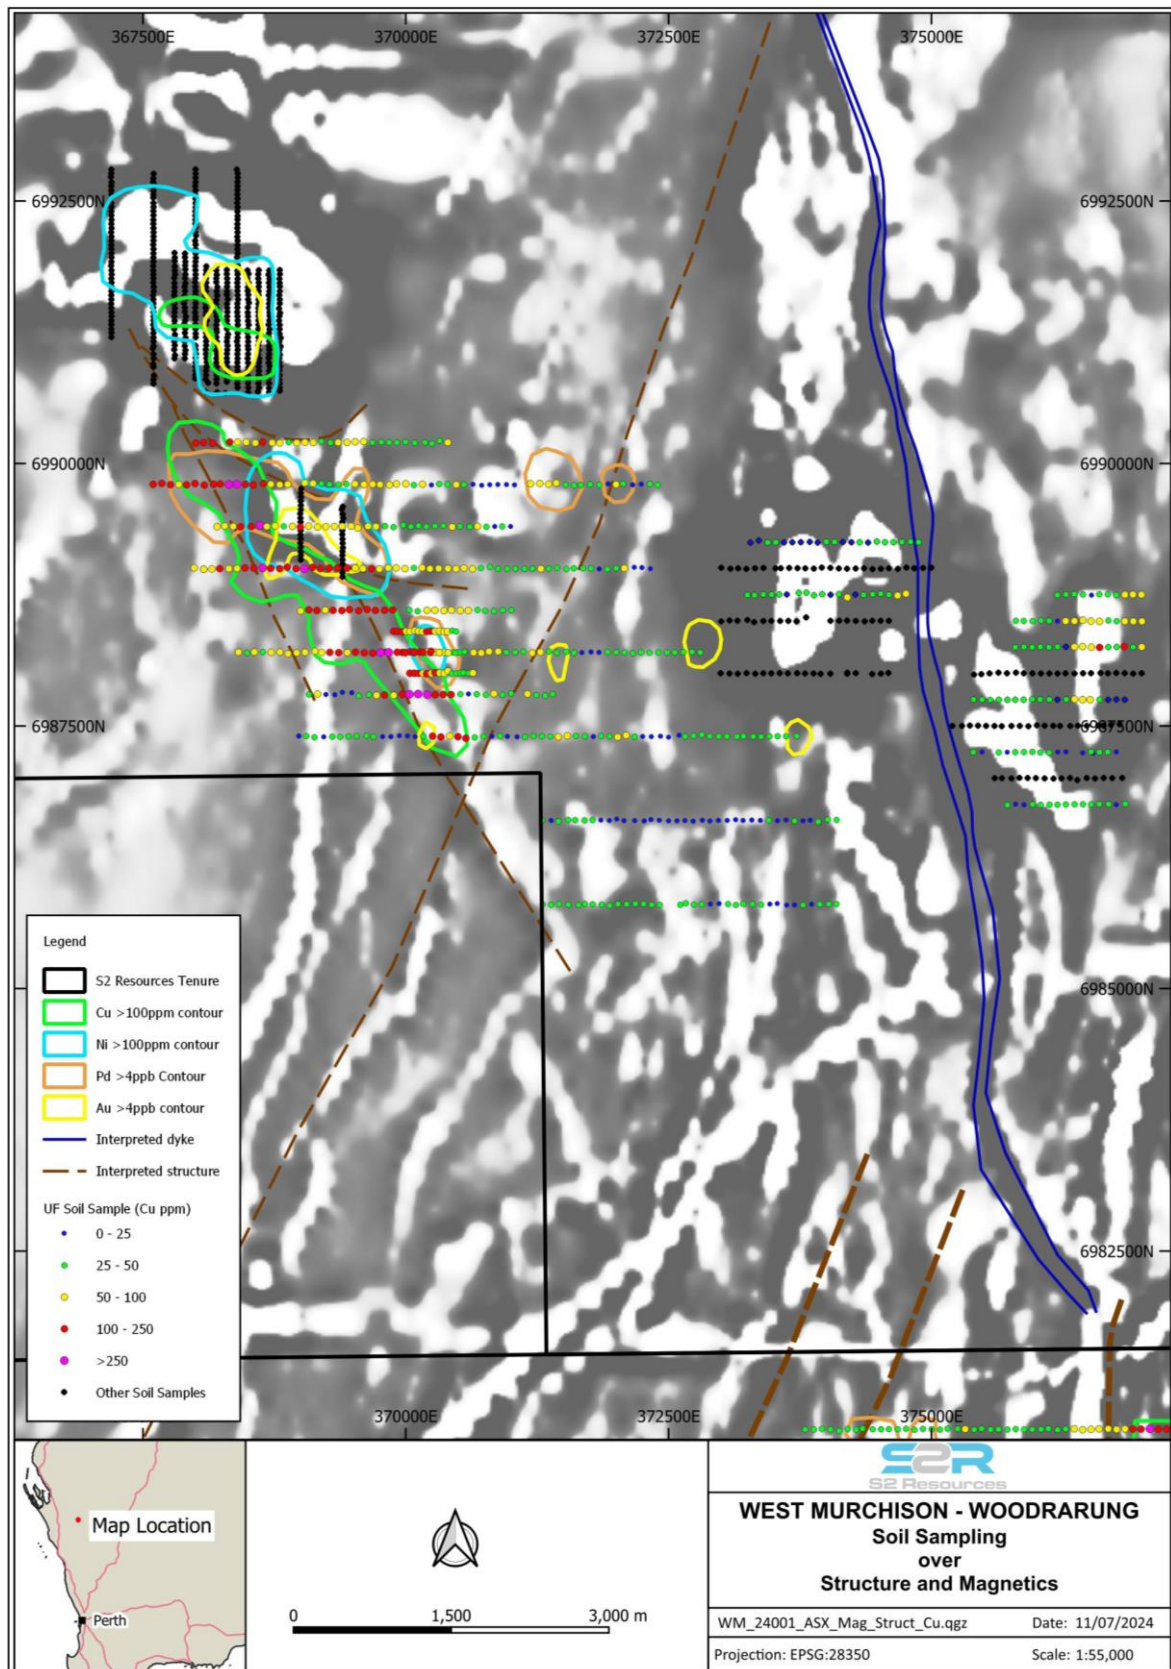 367500E 370000E 372500E 375000E
6992500N 6992500N
6990000N 6990000N
6987500N 6987500N
6985000N
6982500N
Legend
S2 Resources Tenure
Cu >100ppm contour
Ni >100ppm contour
Pd >4ppb Contour
Au >4ppb contour
Interpreted dyke
Interpreted structure
UF Soil Sample (Cu ppm)
0 - 25
25 - 50
50 - 100
100 - 250
>250
Other Soil Samples
370000E 372500E 375000E
Map Location
Perth
0 1,500 3,000 m
S2R
S2 Resources
WEST MURCHISON - WOODRARUNG
Soil Sampling
over
Structure and Magnetics
WM_24001_ASX_Mag_Struct_Cu.qgz Date: 11/07/2024
Projection: EPSG:28350 Scale: 1:55,000